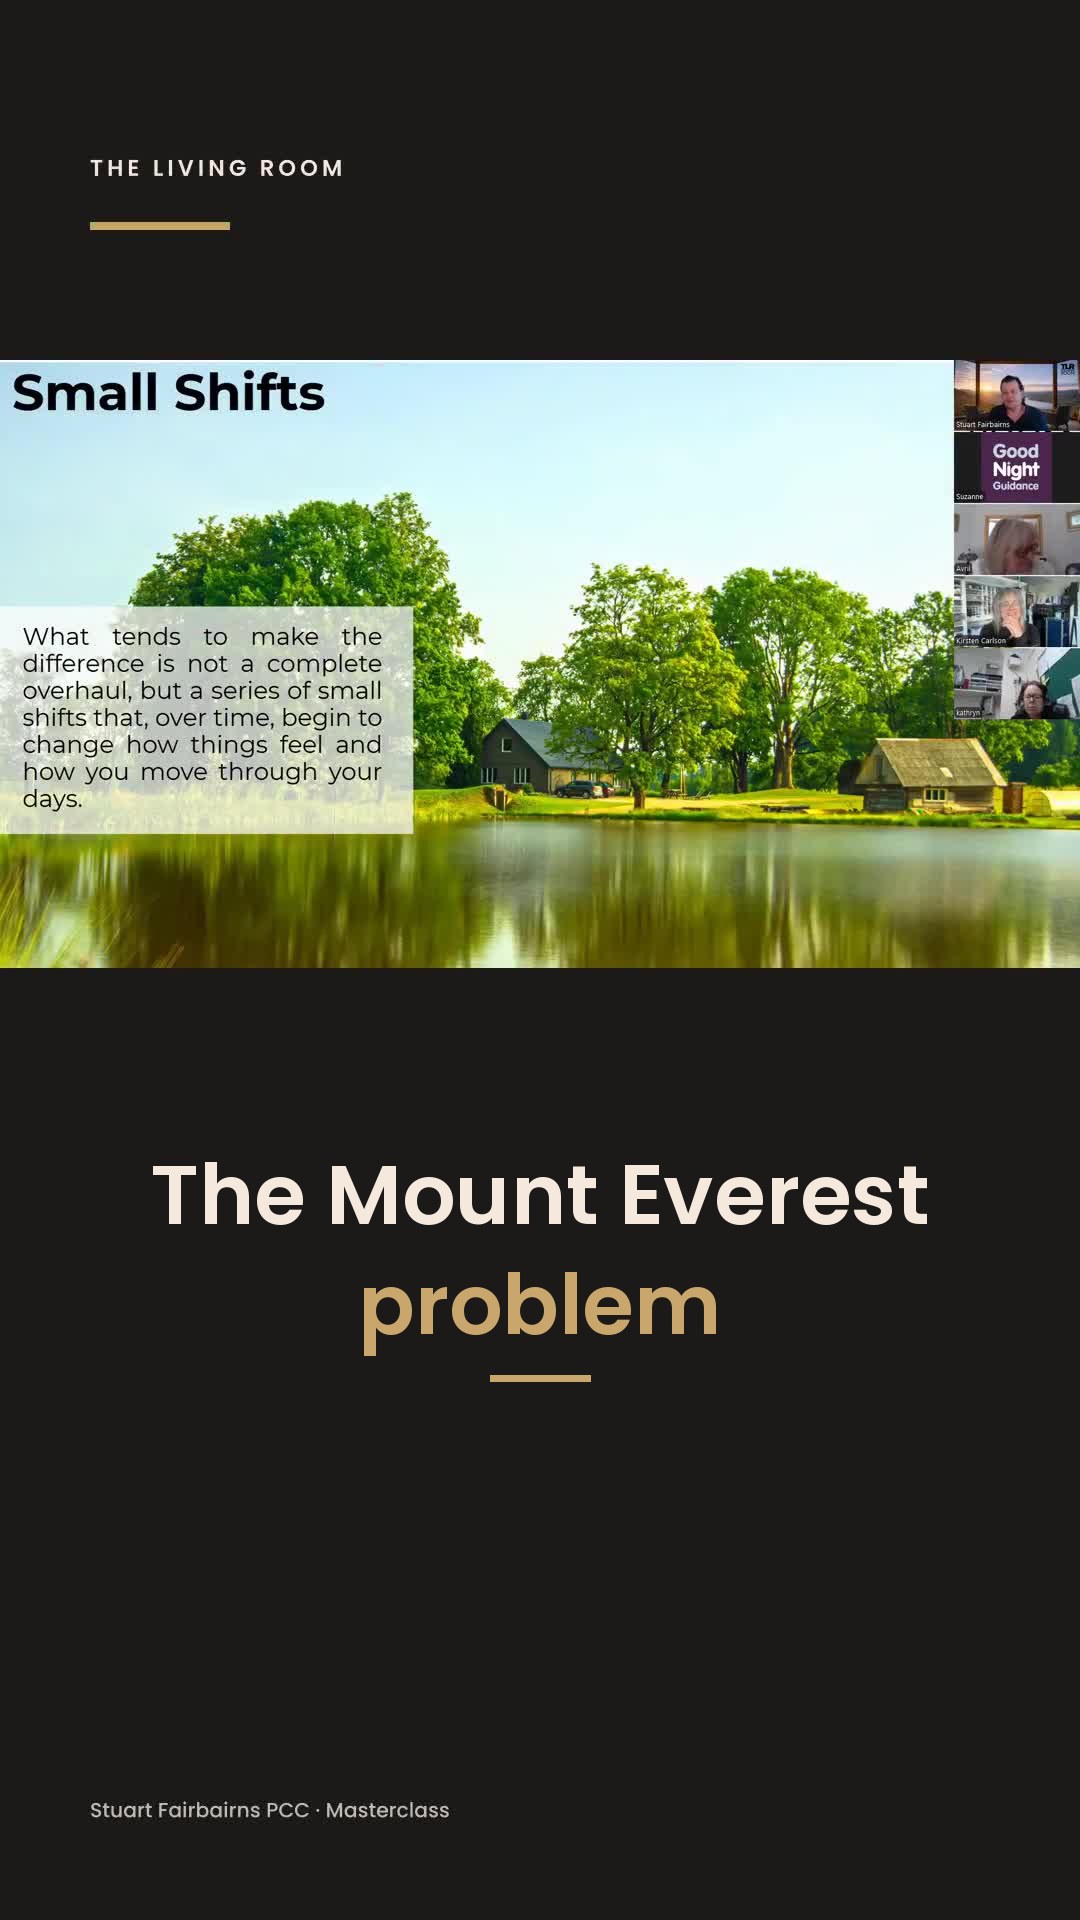 THE LIVING ROOM
Small Shifts
TLR
Stuart Fairbairns
Good
Night
Guidance
Suzanne
Avril
Kirsten Carlson
kathryn
What tends to make the
difference is not a complete
overhaul, but a series of small
shifts that, over time, begin to
change how things feel and
how you move through your
days.
The Mount Everest
problem
Stuart Fairbairns PCC · Masterclass